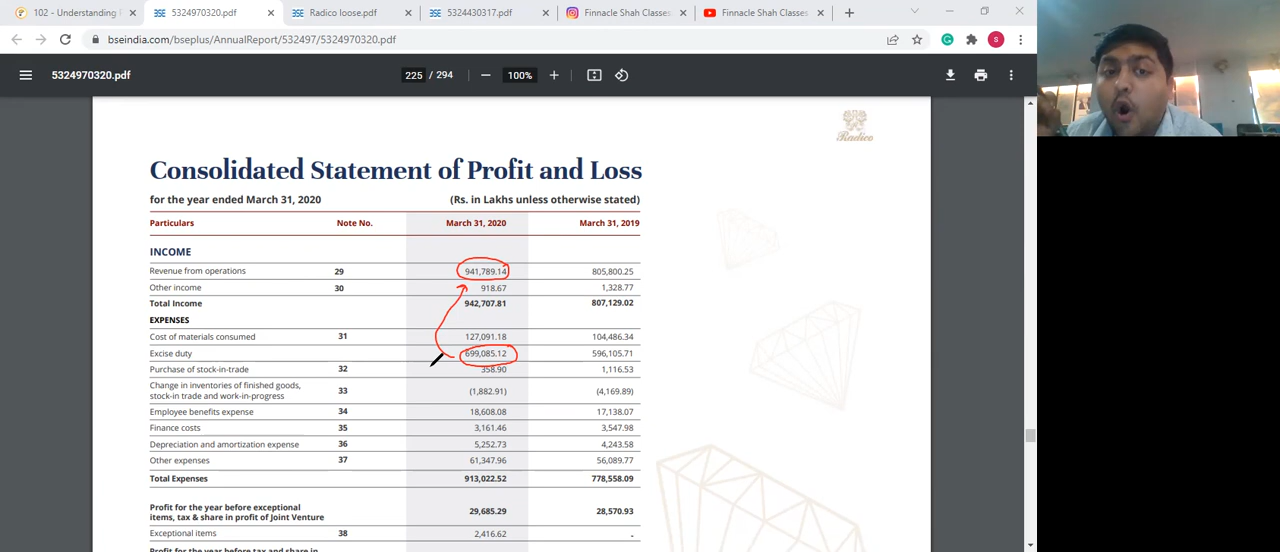 102 - Understanding F
5324970320.pdf
Radico loose.pdf
5324430317.pdf
Finnacle Shah Classes
Finnacle Shah Classes
bseindia.com/bseplus/AnnualReport/532497/5324970320.pdf
S
5324970320.pdf
225 / 294
100%
Radico
Consolidated Statement of Profit and Loss
for the year ended March 31, 2020 (Rs. in Lakhs unless otherwise stated)
Particulars Note No. March 31, 2020 March 31, 2019
INCOME
Revenue from operations 29 941,789.14 805,800.25
Other income 30 918.67 1,328.77
Total Income 942,707.81 807,129.02
EXPENSES
Cost of materials consumed 31 127,091.18 104,486.34
Excise duty 699,085.12 596,105.71
Purchase of stock-in-trade 32 358.90 1,116.53
Change in inventories of finished goods,
stock-in trade and work-in-progress 33 (1,882.91) (4,169.89)
Employee benefits expense 34 18,608.08 17,138.07
Finance costs 35 3,161.46 3,547.98
Depreciation and amortization expense 36 5,252.73 4,243.58
Other expenses 37 61,347.96 56,089.77
Total Expenses 913,022.52 778,558.09
Profit for the year before exceptional
items, tax & share in profit of Joint Venture 29,685.29 28,570.93
Exceptional items 38 2,416.62 -
Profit for the year before tax and share in